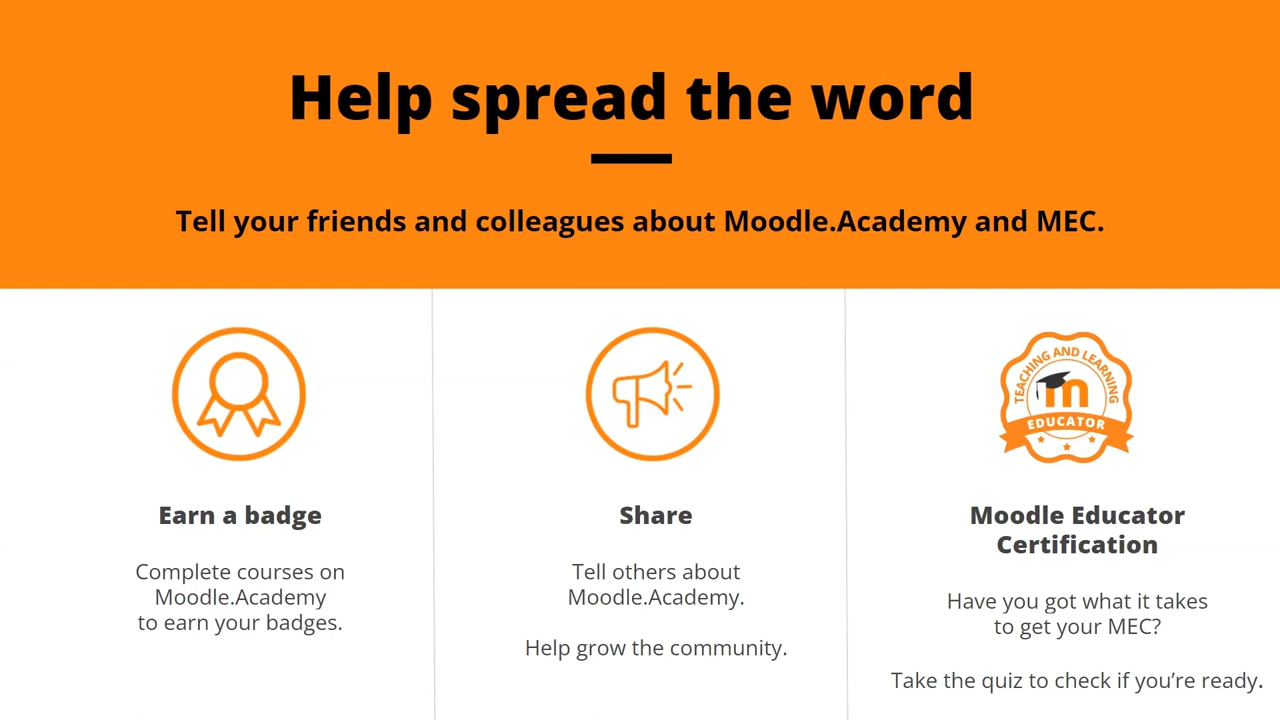 Help spread the word
Tell your friends and colleagues about Moodle.Academy and MEC.
Earn a badge
Complete courses on
Moodle.Academy
to earn your badges.
Share
Tell others about
Moodle.Academy.
Help grow the community.
TEACHING AND LEARNING
m
EDUCATOR
Moodle Educator
Certification
Have you got what it takes
to get your MEC?
Take the quiz to check if you’re ready.